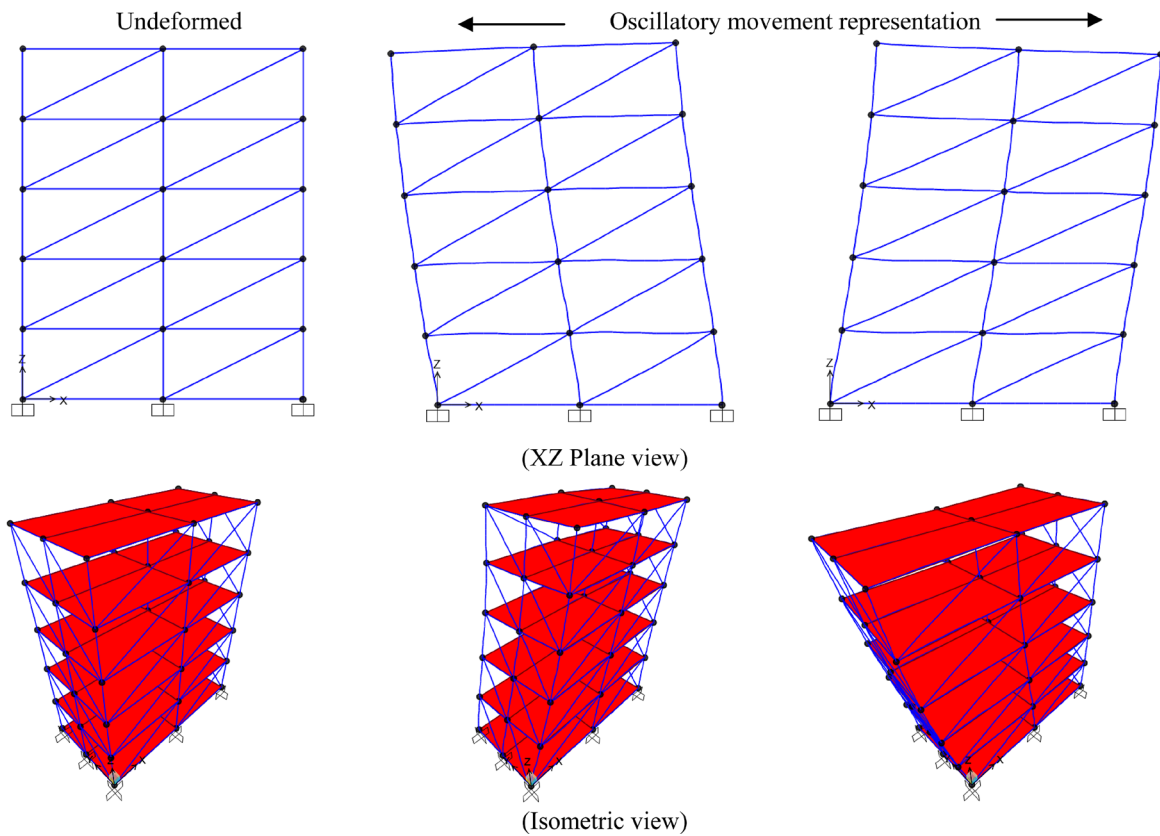 Undeformed
Oscillatory movement representation
Z
X
Z
X
Z
X
(XZ Plane view)
Z
X
Z
X
Z
X
(Isometric view)